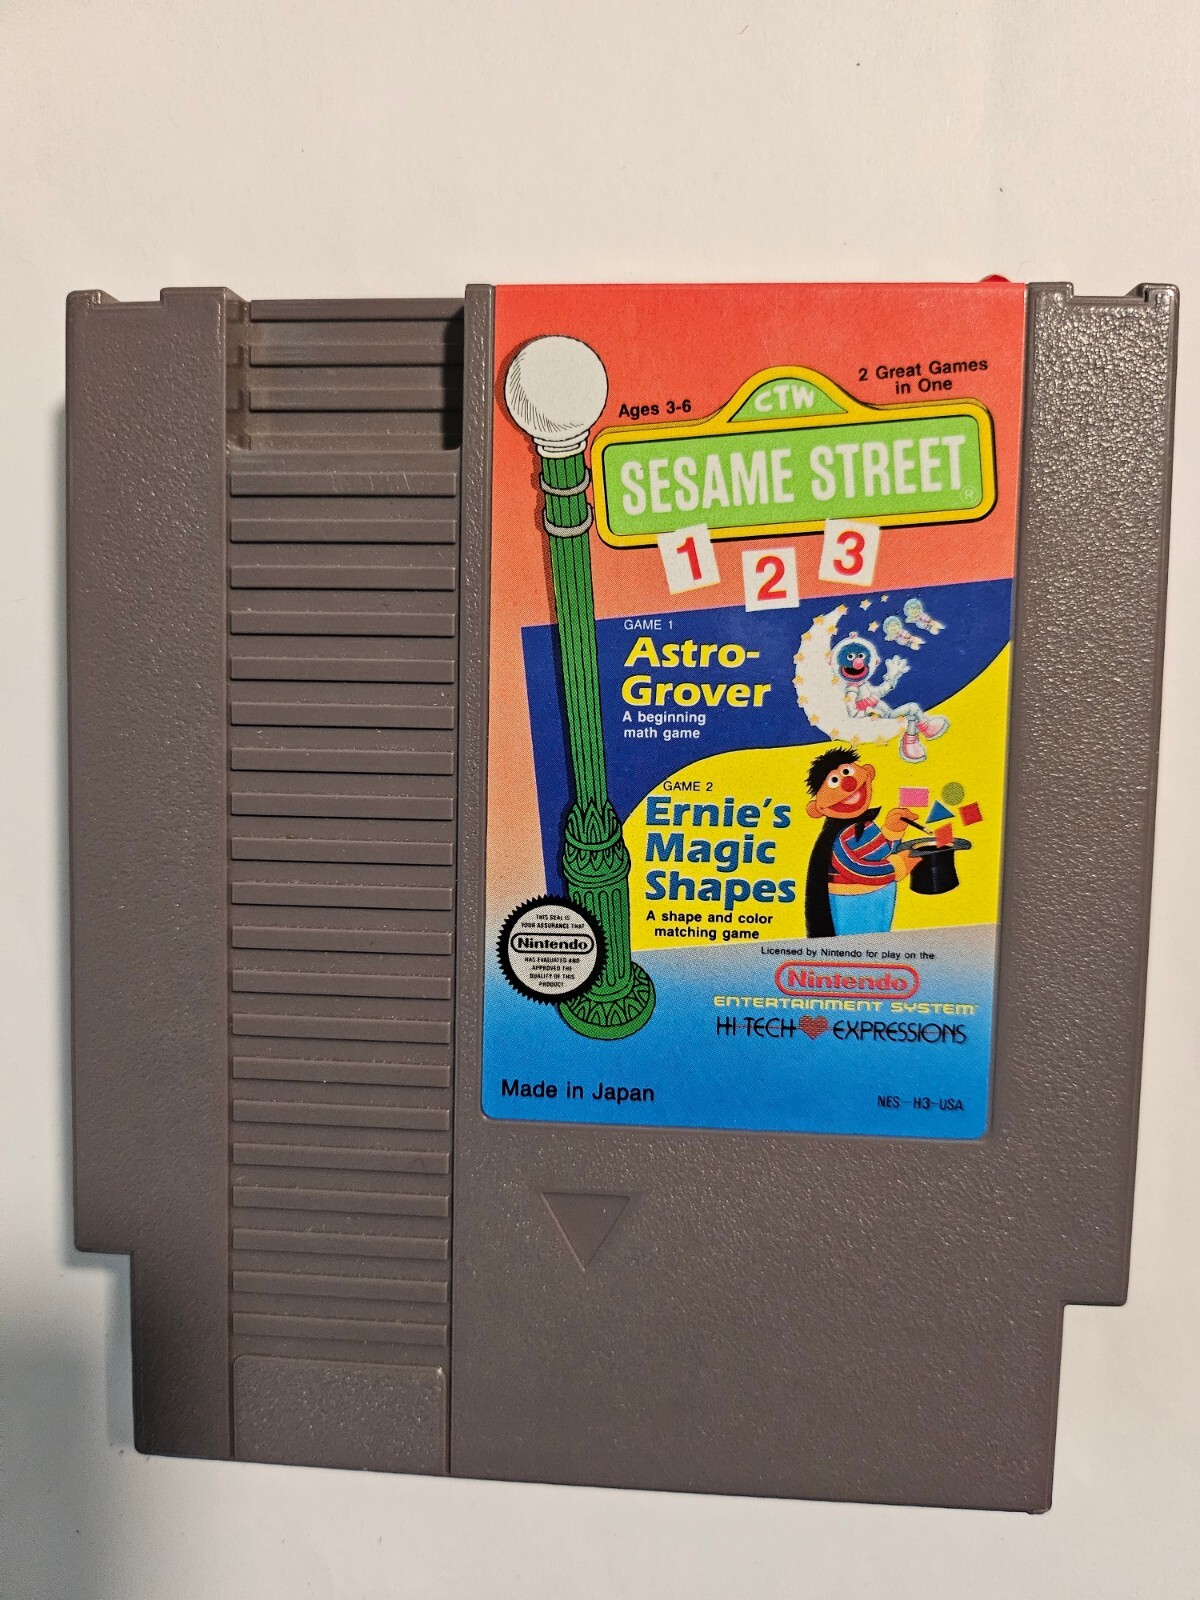 Ages 3-6
2 Great Games
in One
CTW
SESAME STREET®
1 2 3
GAME 1
Astro-
Grover
A beginning
math game
GAME 2
Ernie's
Magic
Shapes
A shape and color
matching game
THIS SEAL IS
YOUR ASSURANCE THAT
Nintendo
HAS EVALUATED AND
APPROVED THE
QUALITY OF THIS
PRODUCT
Licensed by Nintendo for play on the
Nintendo
ENTERTAINMENT SYSTEM™
HI TECH EXPRESSIONS
Made in Japan
NES-H3-USA